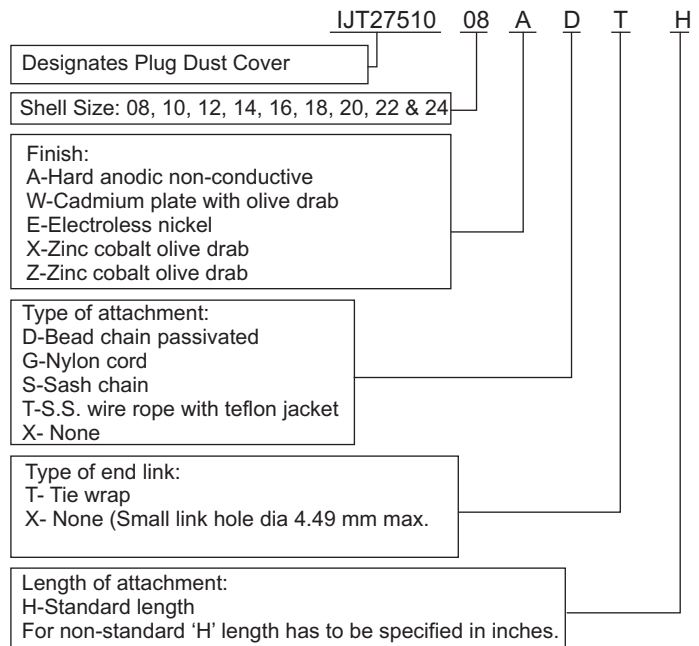 IJT27510 08 A D T H
Designates Plug Dust Cover
Shell Size: 08, 10, 12, 14, 16, 18, 20, 22 & 24
Finish:
A-Hard anodic non-conductive
W-Cadmium plate with olive drab
E-Electroless nickel
X-Zinc cobalt olive drab
Z-Zinc cobalt olive drab
Type of attachment:
D-Bead chain passivated
G-Nylon cord
S-Sash chain
T-S.S. wire rope with teflon jacket
X- None
Type of end link:
T- Tie wrap
X- None (Small link hole dia 4.49 mm max.
Length of attachment:
H-Standard length
For non-standard ‘H’ length has to be specified in inches.